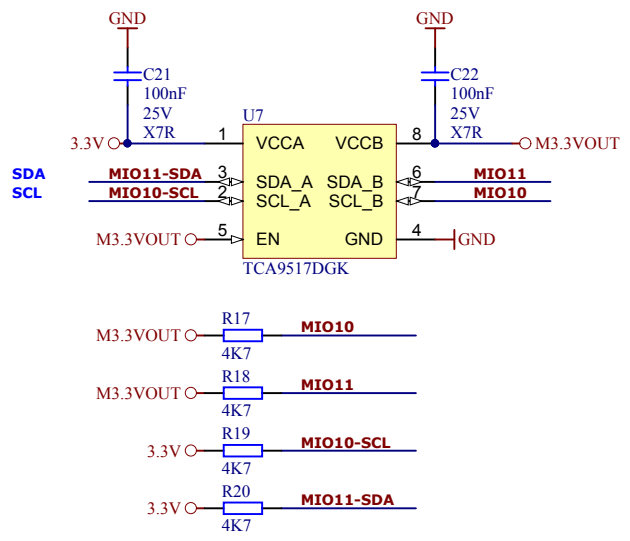 GND GND
C21 C22
100nF 100nF
25V 25V
X7R X7R
U7
3.3V 1 VCCA VCCB 8 M3.3VOUT
SDA MIO11-SDA 3 SDA_A SDA_B 6 MIO11
SCL MIO10-SCL 2 SCL_A SCL_B 7 MIO10
M3.3VOUT 5 EN GND 4 GND
TCA9517DGK
R17
M3.3VOUT MIO10
4K7
R18
M3.3VOUT MIO11
4K7
R19
3.3V MIO10-SCL
4K7
R20
3.3V MIO11-SDA
4K7